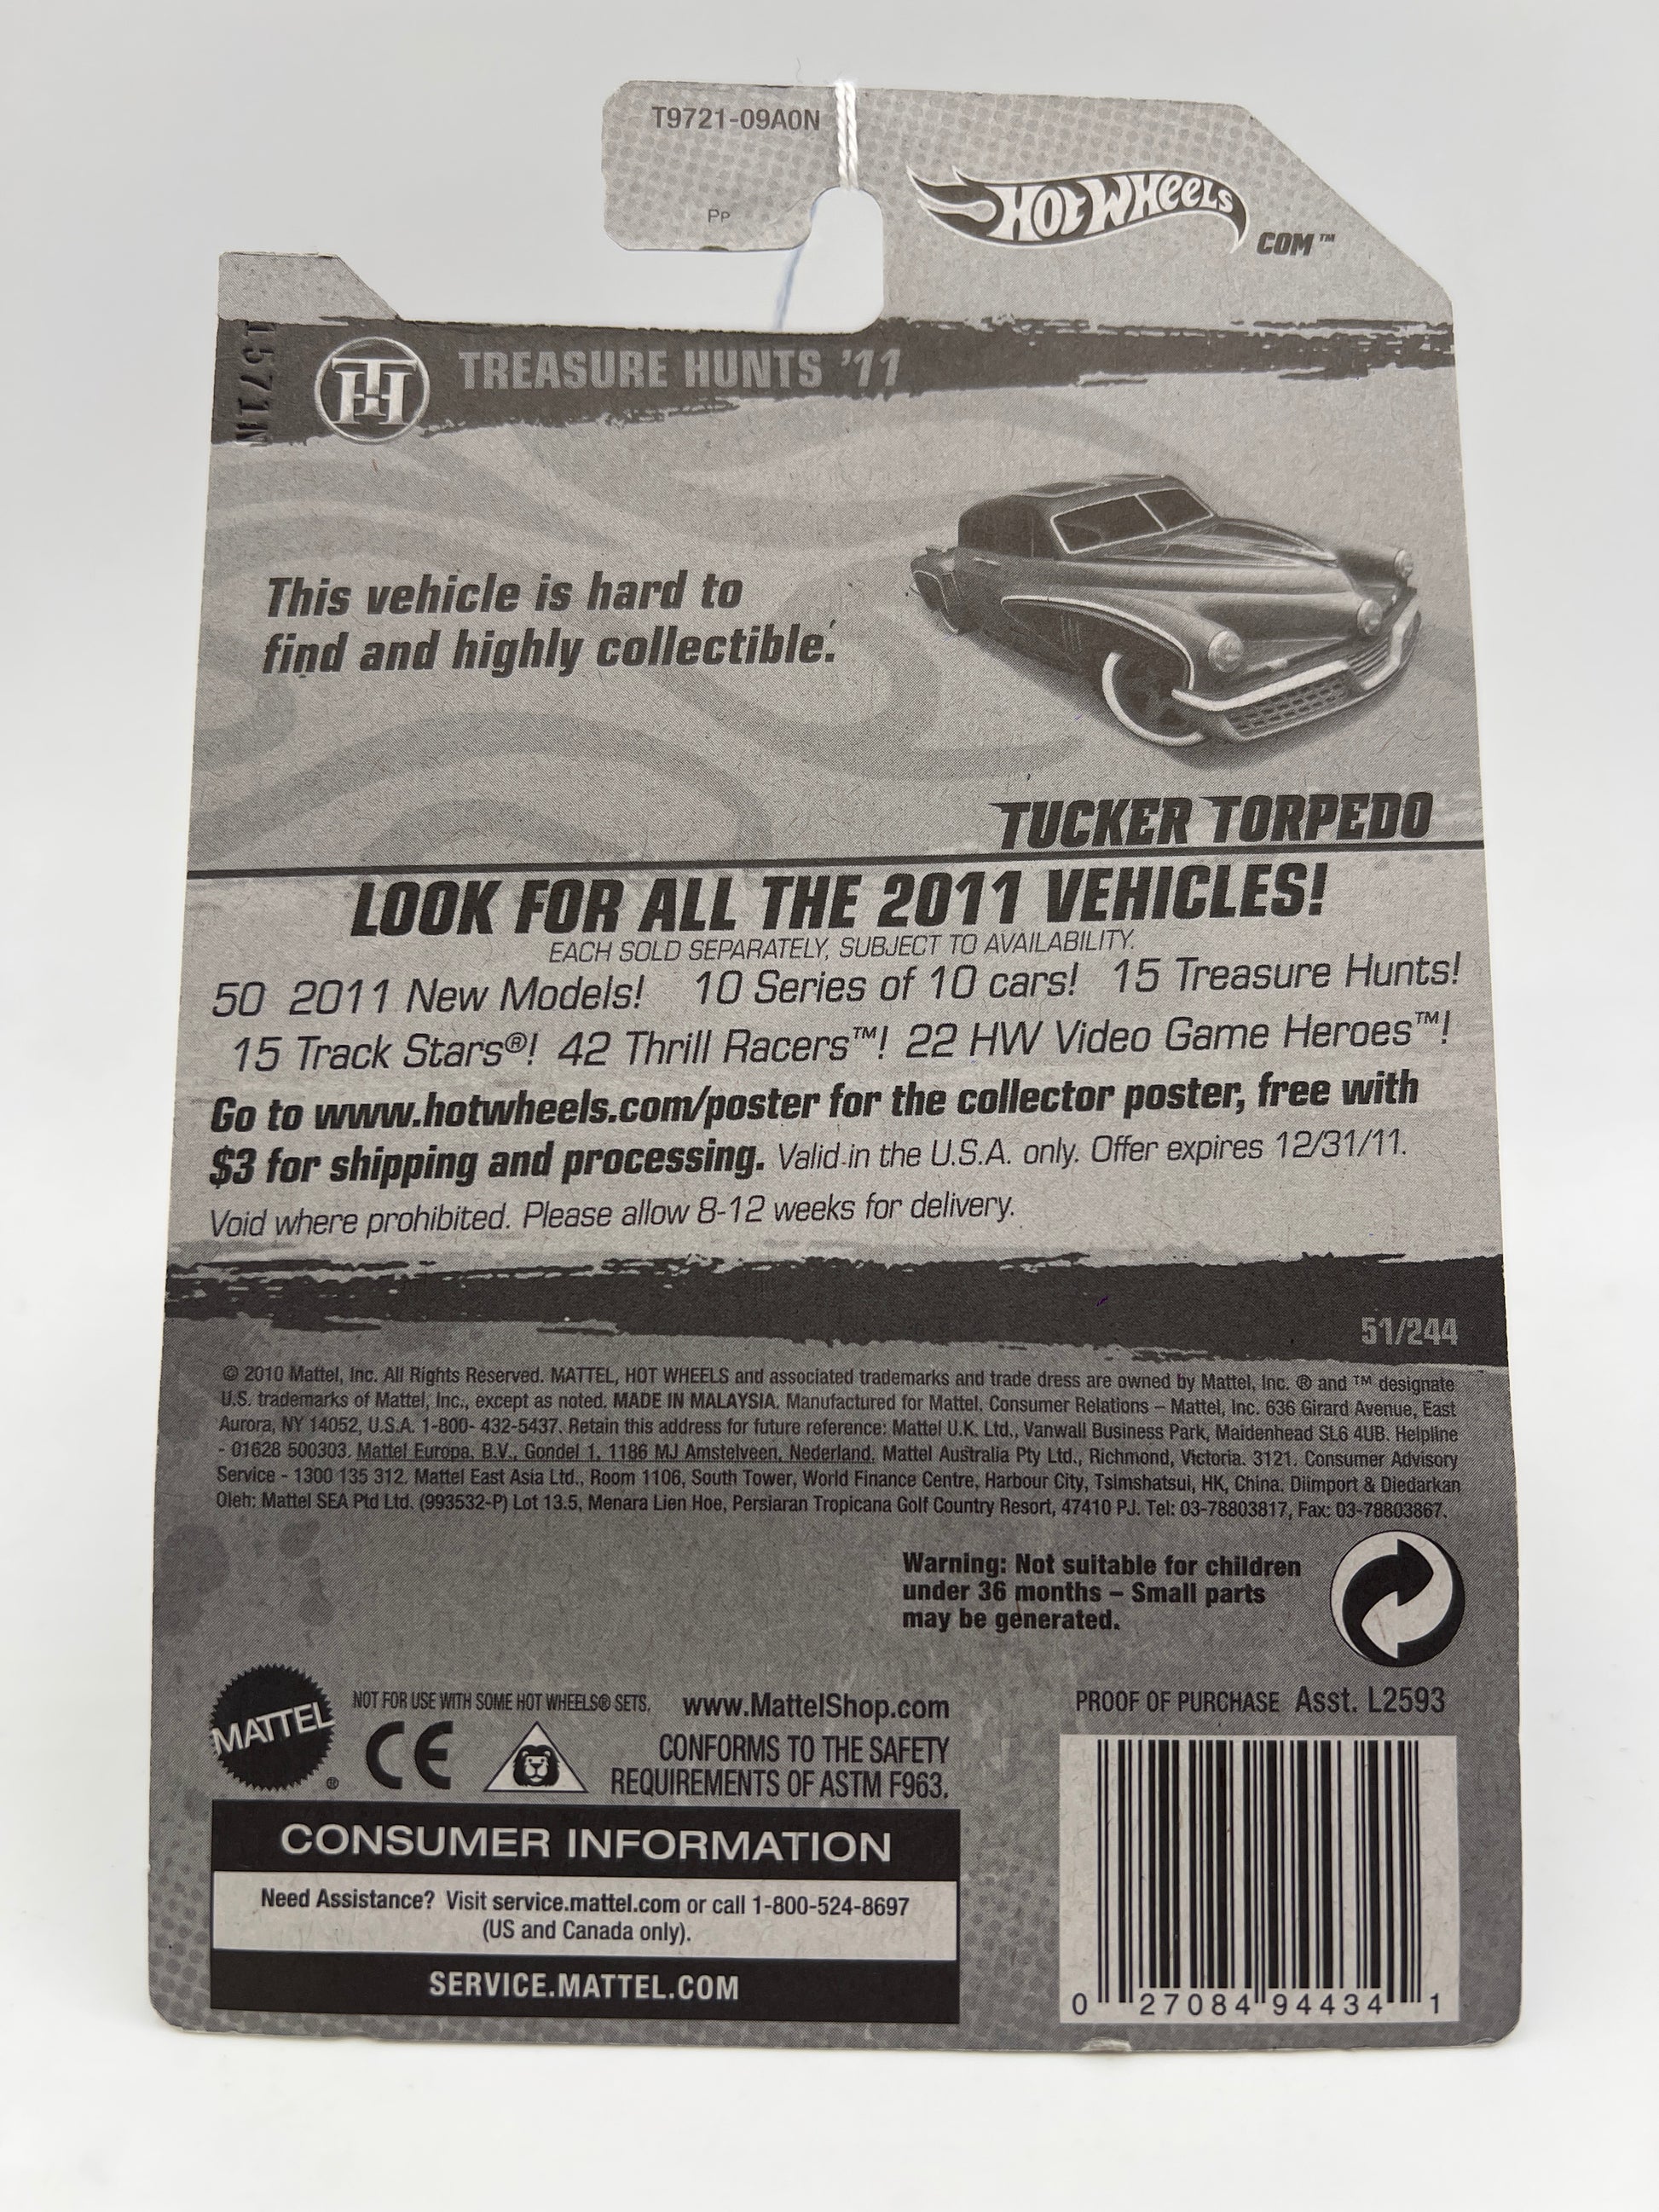 T9721-09A0N
Pp
HOT WHEELS
COM™
1571N
TH TREASURE HUNTS '11
This vehicle is hard to
find and highly collectible.
TUCKER TORPEDO
LOOK FOR ALL THE 2011 VEHICLES!
EACH SOLD SEPARATELY, SUBJECT TO AVAILABILITY.
50 2011 New Models! 10 Series of 10 cars! 15 Treasure Hunts!
15 Track Stars®! 42 Thrill Racers™! 22 HW Video Game Heroes™!
Go to www.hotwheels.com/poster for the collector poster, free with
$3 for shipping and processing. Valid in the U.S.A. only. Offer expires 12/31/11.
Void where prohibited. Please allow 8-12 weeks for delivery.
51/244
© 2010 Mattel, Inc. All Rights Reserved. MATTEL, HOT WHEELS and associated trademarks and trade dress are owned by Mattel, Inc. ® and ™ designate
U.S. trademarks of Mattel, Inc., except as noted. MADE IN MALAYSIA. Manufactured for Mattel. Consumer Relations – Mattel, Inc. 636 Girard Avenue, East
Aurora, NY 14052, U.S.A. 1-800- 432-5437. Retain this address for future reference: Mattel U.K. Ltd., Vanwall Business Park, Maidenhead SL6 4UB. Helpline
- 01628 500303. Mattel Europa, B.V., Gondel 1, 1186 MJ Amstelveen, Nederland. Mattel Australia Pty Ltd., Richmond, Victoria. 3121. Consumer Advisory
Service - 1300 135 312. Mattel East Asia Ltd., Room 1106, South Tower, World Finance Centre, Harbour City, Tsimshatsui, HK, China. Diimport & Diedarkan
Oleh: Mattel SEA Ptd Ltd. (993532-P) Lot 13.5, Menara Lien Hoe, Persiaran Tropicana Golf Country Resort, 47410 PJ. Tel: 03-78803817, Fax: 03-78803867.
Warning: Not suitable for children
under 36 months – Small parts
may be generated.
MATTEL ®
NOT FOR USE WITH SOME HOT WHEELS® SETS. www.MattelShop.com
CE
CONFORMS TO THE SAFETY
REQUIREMENTS OF ASTM F963.
PROOF OF PURCHASE Asst. L2593
CONSUMER INFORMATION
Need Assistance? Visit service.mattel.com or call 1-800-524-8697
(US and Canada only).
SERVICE.MATTEL.COM
0 27084 94434 1